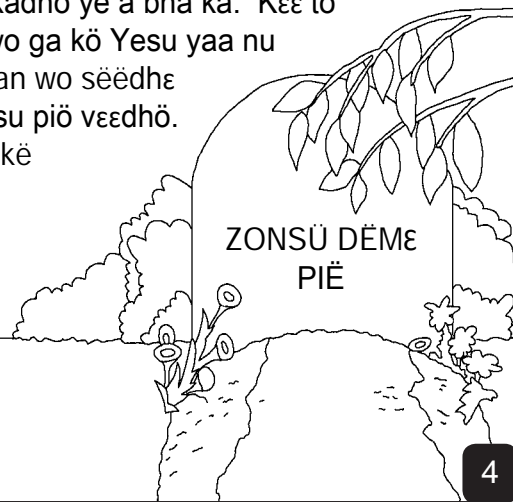 kadhö ye a bha ka. Kɛɛ to
wo ga kö Yesu yaa nu
an wo sëëdhɛ
su piö vɛɛdhö.
kë
ZONSÜ DËMɛ
PIË
4